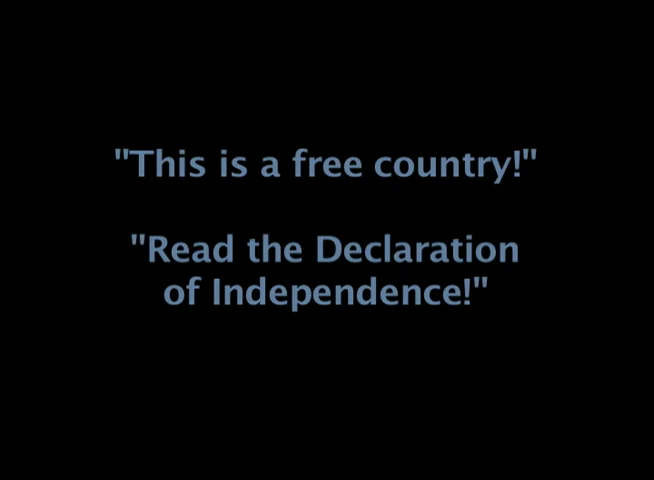 "This is a free country!"
"Read the Declaration
of Independence!"